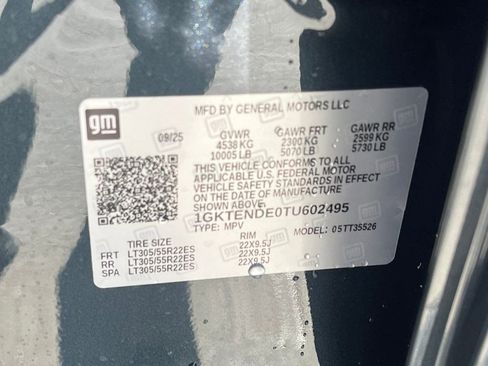 MFD BY GENERAL MOTORS LLC
gm
09/25 GVWR GAWR FRT GAWR RR
4538 KG 2300 KG 2599 KG
10005 LB 5070 LB 5730 LB
THIS VEHICLE CONFORMS TO ALL
APPLICABLE U.S. FEDERAL MOTOR
VEHICLE SAFETY STANDARDS IN EFFECT
ON THE DATE OF MANUFACTURE SHOWN ABOVE.
1GKTENDE0TU602495
TYPE: MPV MODEL: 05TT35526
TIRE SIZE RIM
FRT LT305/55R22ES 22X9.5J
RR LT305/55R22ES 22X9.5J
SPA LT305/55R22ES 22X9.5J